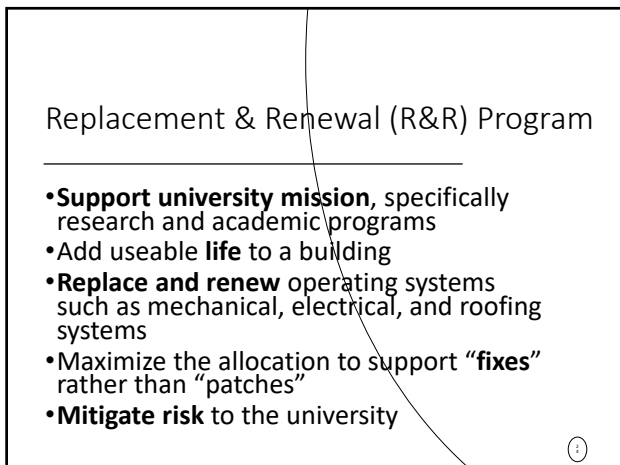 Replacement & Renewal (R&R) Program
•Support university mission, specifically
research and academic programs
•Add useable life to a building
•Replace and renew operating systems
such as mechanical, electrical, and roofing
systems
•Maximize the allocation to support “fixes”
rather than “patches”
•Mitigate risk to the university